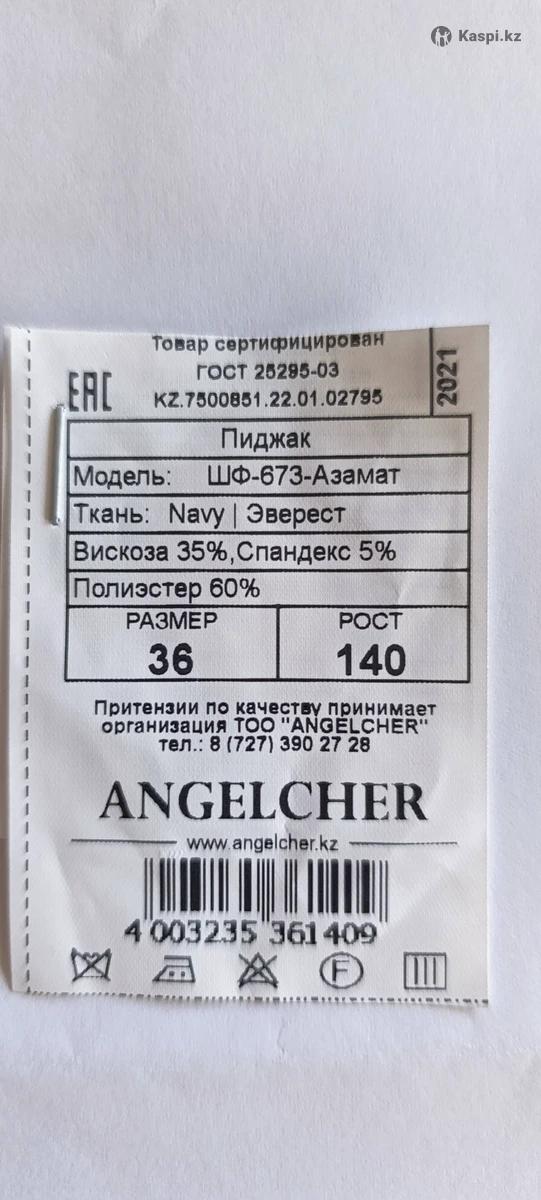 Kaspi.kz
Товар сертифицирован
ГОСТ 25295-03
EAC
KZ.7500851.22.01.02795
2021
Пиджак
Модель: ШФ-673-Азамат
Ткань: Navy | Эверест
Вискоза 35%,Спандекс 5%
Полиэстер 60%
РАЗМЕР РОСТ
36 140
Притензии по качеству принимает
организация ТОО "ANGELCHER"
тел.: 8 (727) 390 27 28
ANGELCHER
www.angelcher.kz
4 003235 361409
F